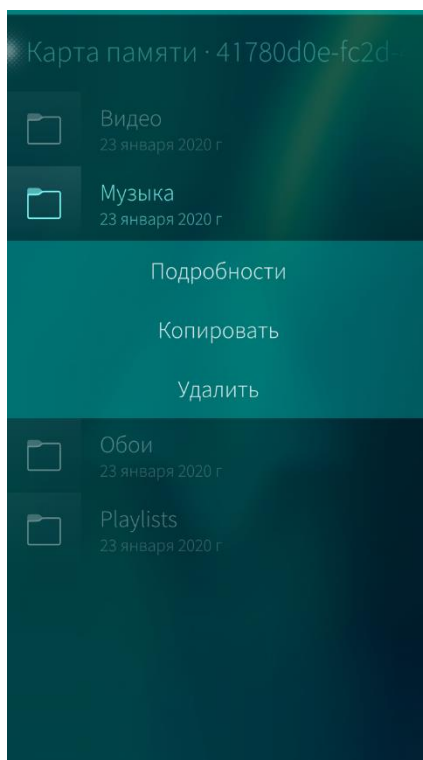 Карта памяти · 41780d0e-fc2d-
Видео
23 января 2020 г
Музыка
23 января 2020 г
Подробности
Копировать
Удалить
Обои
23 января 2020 г
Playlists
23 января 2020 г